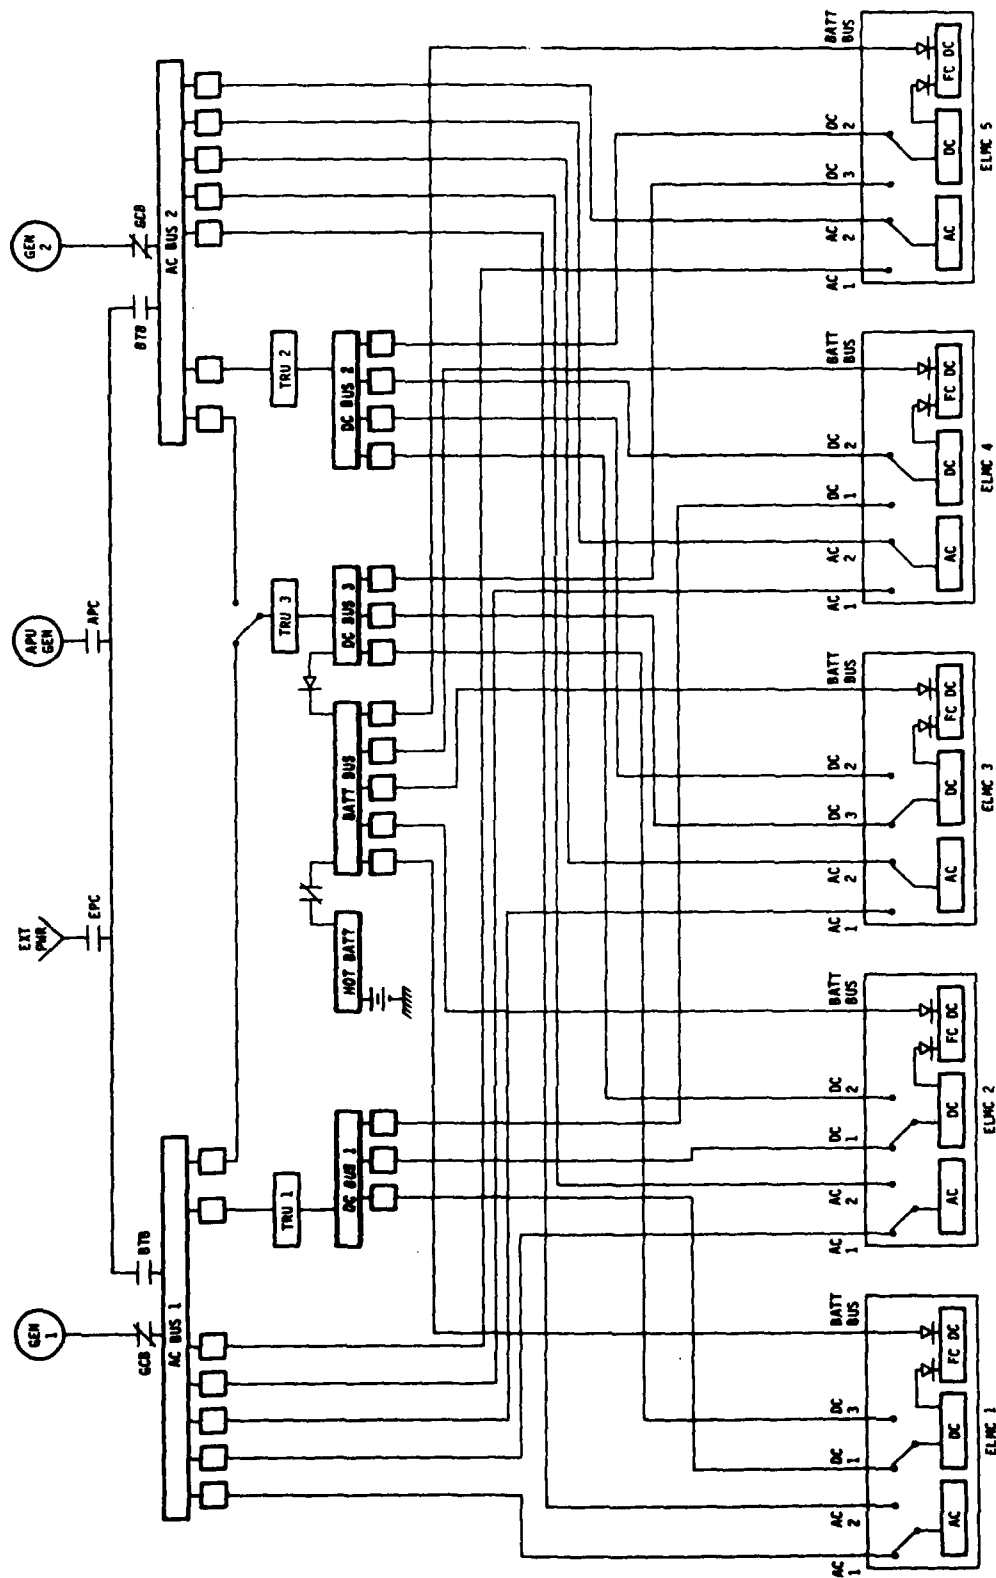 EXT
PWR
EPC
APU
GEN
APC
GEN
1
GCB
BTB
AC BUS 1
GEN
2
GCB
BTB
AC BUS 2
TRU 1
TRU 3
TRU 2
DC BUS 1
HOT BATT
BATT BUS
DC BUS 3
DC BUS 2
AC
1
AC
2
DC
1
DC
3
BATT
BUS
AC
DC
FC DC
ELMC 1
AC
1
AC
2
DC
1
DC
2
BATT
BUS
AC
DC
FC DC
ELMC 2
AC
1
AC
2
DC
3
DC
2
BATT
BUS
AC
DC
FC DC
ELMC 3
AC
1
AC
2
DC
1
DC
2
BATT
BUS
AC
DC
FC DC
ELMC 4
AC
1
AC
2
DC
3
DC
2
BATT
BUS
AC
DC
FC DC
ELMC 5